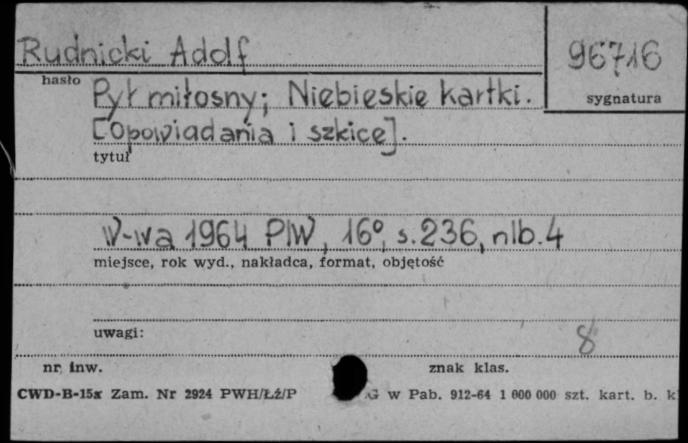 Rudnicki Adolf
96716
hasło
sygnatura
Pył miłosny; Niebieskie kartki.
[Opowiadania i szkice].
tytuł
W-wa 1964 PIW, 16°, s. 236, nlb. 4
miejsce, rok wyd., nakładca, format, objętość
uwagi:
8
nr inw.
znak klas.
CWD-B-15x Zam. Nr 2924 PWH/Łź/P G w Pab. 912-64 1 000 000 szt. kart. b. k